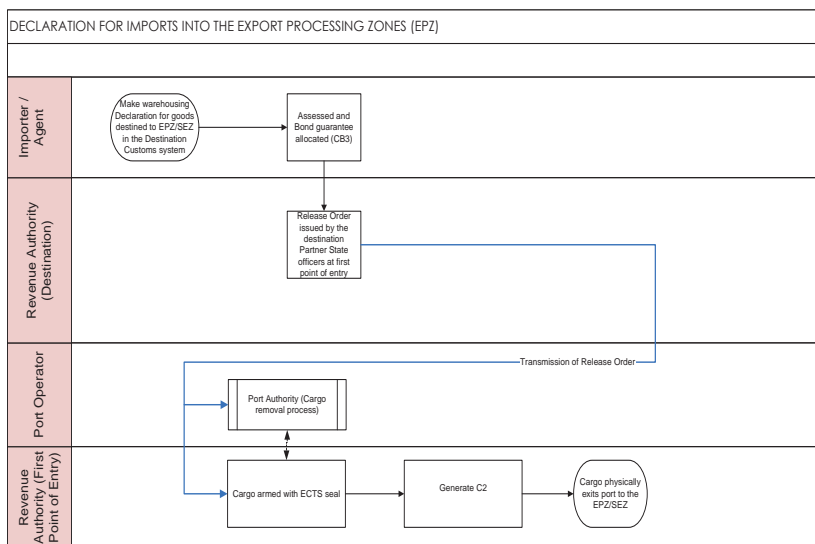 DECLARATION FOR IMPORTS INTO THE EXPORT PROCESSING ZONES (EPZ)
Importer /
Agent
Make warehousing
Declaration for goods
destined to EPZ/SEZ
in the Destination
Customs system
Assessed and
Bond guarantee
allocated (CB3)
Revenue Authority
(Destination)
Release Order
issued by the
destination
Partner State
officers at first
point of entry
Port Operator
Transmission of Release Order
Port Authority (Cargo
removal process)
Revenue
Authority (First
Point of Entry)
Cargo armed with ECTS seal
Generate C2
Cargo physically
exits port to the
EPZ/SEZ